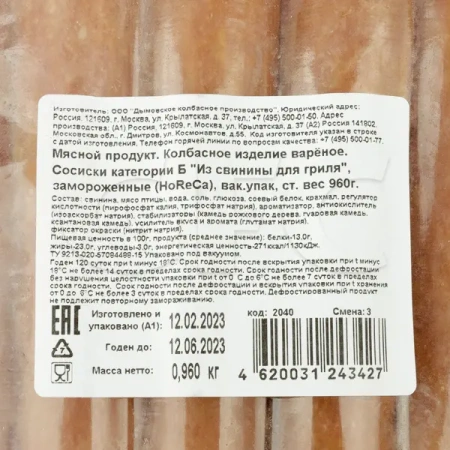 Изготовитель: ООО "Дымовское колбасное производство". Юридический адрес:
Россия, 121609, г. Москва, ул. Крылатская, д. 37, тел.: +7 (495) 500-01-50. Адрес
производства: (А1) Россия, 121609, г. Москва, ул. Крылатская, д. 37 (А2) Россия 141802,
Московская обл., г Дмитров, ул. Космонавтов, д.55. Код изготовителя указан в строке
с датой изготовления. Телефон горячей линии по качеству: +7 (495) 500-01-77.
Мясной продукт. Колбасное изделие варёное.
Сосиски категории Б "Из свинины для гриля",
замороженные (HoReCa), вак.упак, ст. вес 960г.
Состав: свинина, мясо птицы, вода, соль, глюкоза, соевый белок, крахмал, регулятор
кислотности (пирофосфат калия, трифосфат натрия), ароматизатор, антиокислитель
(изоаскорбат натрия), стабилизаторы (камедь рожкового дерева, гуаровая камедь,
ксантановая камедь), усилитель вкуса и аромата (глутамат натрия),
фиксатор окраски (нитрит натрия).
Пищевая ценность в 100г. продукта (среднее значение): белки-13.0г,
жиры-23.0г, углеводы-3.0г, энергетическая ценность-271ккал/1130кДж.
ТУ 9213-020-57094499-15 Упаковано под вакуумом.
Годен 120 суток при t минус 18°С. Срок годности после вскрытия упаковки при t минус
18°С не более 14 суток в пределах срока годности. Срок годности после дефростации
без нарушения целостности упаковки от t 0 до 6°С не более 7 суток в пределах срока
годности. Срок годности после дефростации и вскрытия упаковки при t хранения
от 0 до 6°С не более 3 суток в пределах срока годности. Дефростированный продукт
не подлежит повторному замораживанию.
EAC
Изготовлено и
упаковано (А1): 12.02.2023
код: 2040 Смена: 3
Годен до: 12.06.2023
Масса нетто: 0,960 кг
4 620031 243427